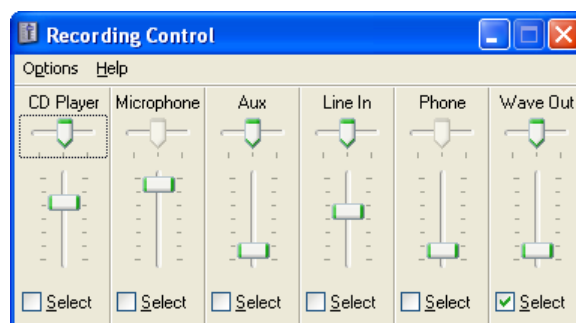 Recording Control
Options Help
CD Player Microphone Aux Line In Phone Wave Out
Select Select Select Select Select Select